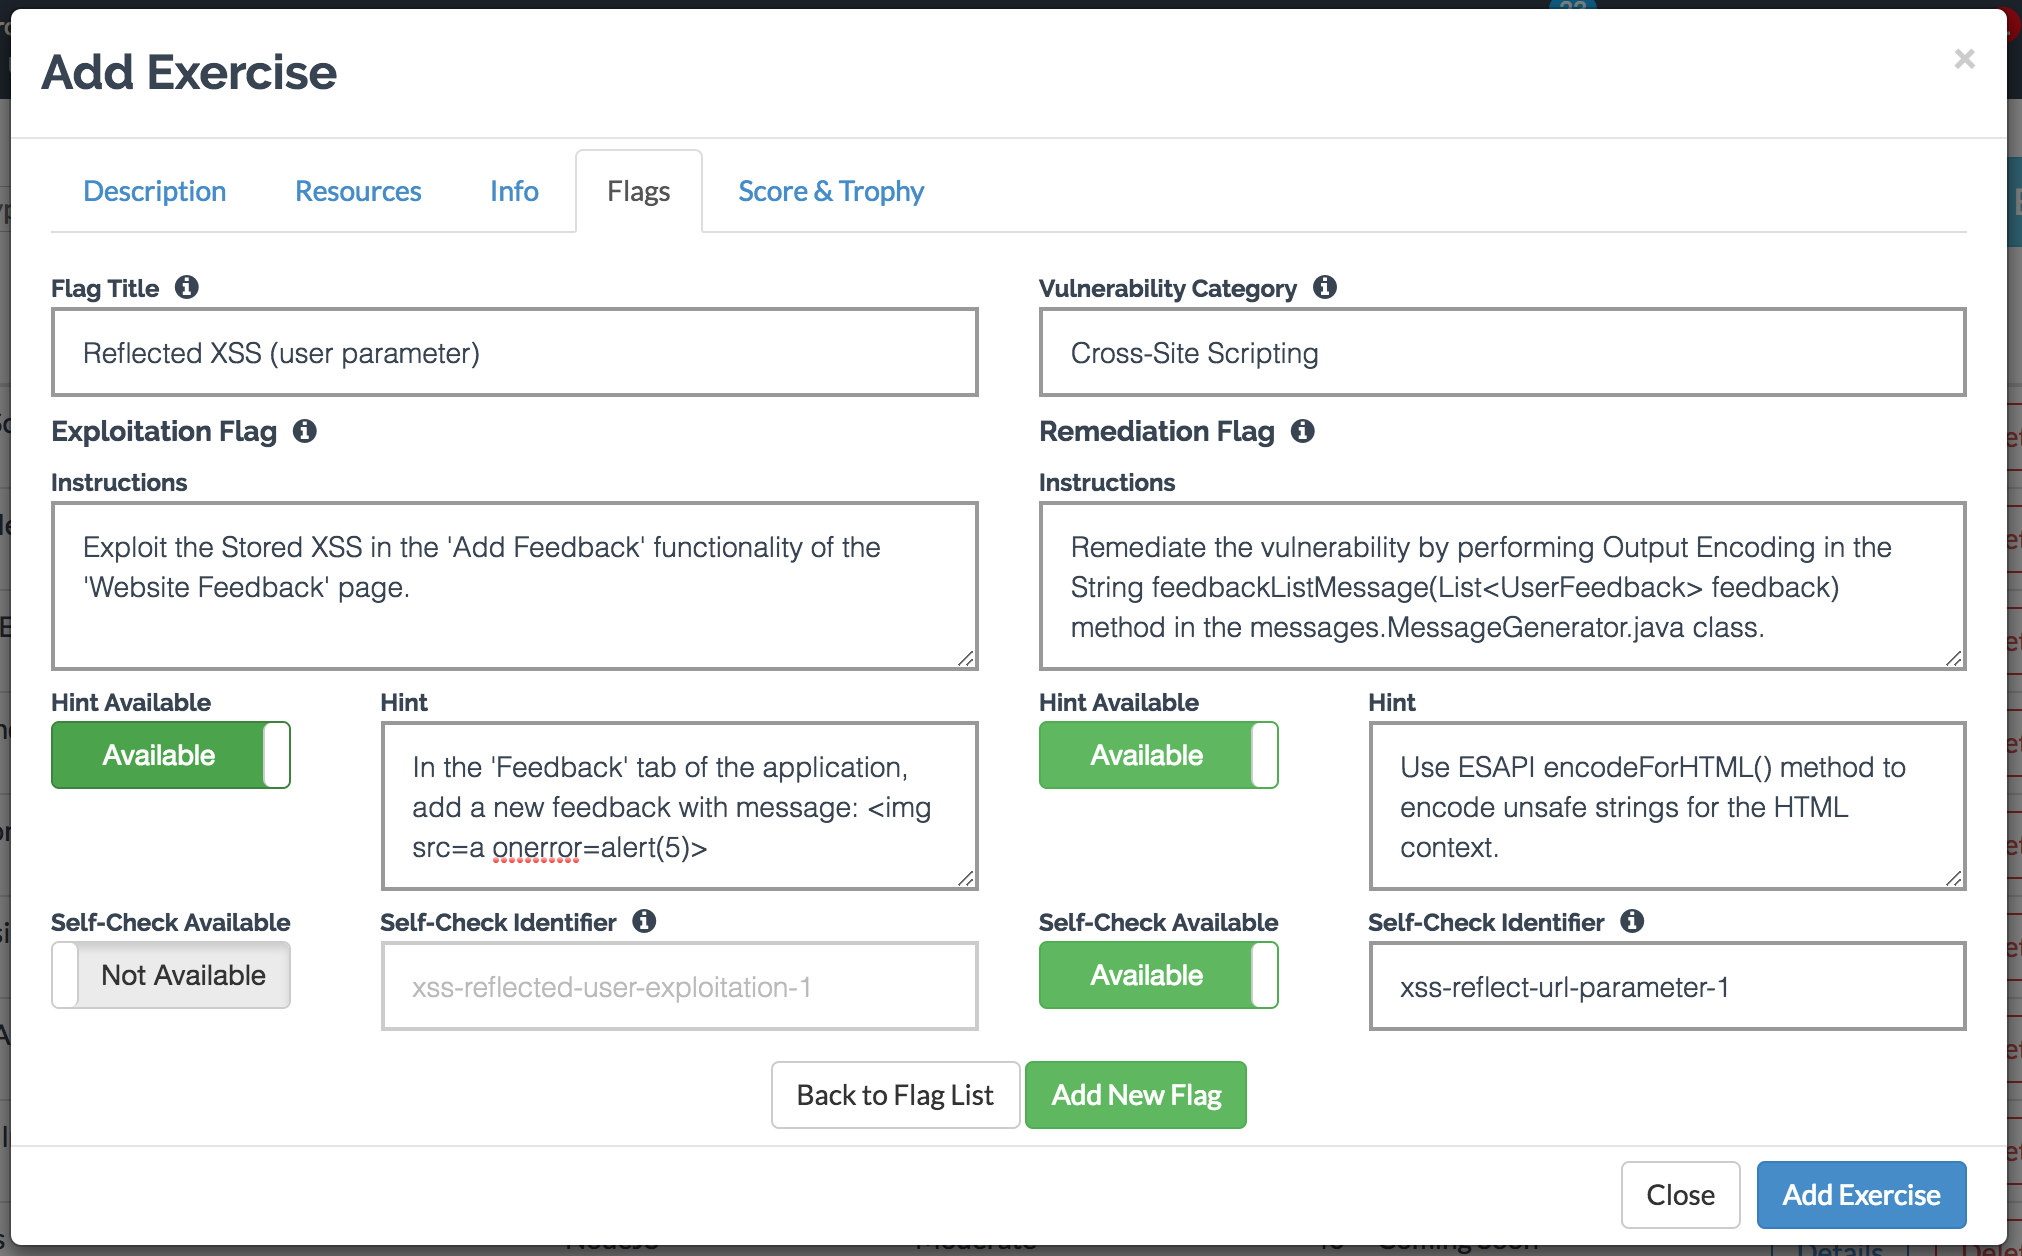 Add Exercise
×
Description
Resources
Info
Flags
Score & Trophy
Flag Title
Vulnerability Category
Reflected XSS (user parameter)
Cross-Site Scripting
Exploitation Flag
Remediation Flag
Instructions
Instructions
Exploit the Stored XSS in the 'Add Feedback' functionality of the
'Website Feedback' page.
Remediate the vulnerability by performing Output Encoding in the
String feedbackListMessage(List<UserFeedback> feedback)
method in the messages.MessageGenerator.java class.
Hint Available
Available
Hint
In the 'Feedback' tab of the application,
add a new feedback with message: <img
src=a onerror=alert(5)>
Hint Available
Available
Hint
Use ESAPI encodeForHTML() method to
encode unsafe strings for the HTML
context.
Self-Check Available
Not Available
Self-Check Identifier
xss-reflected-user-exploitation-1
Self-Check Available
Available
Self-Check Identifier
xss-reflect-url-parameter-1
Back to Flag List
Add New Flag
Close
Add Exercise